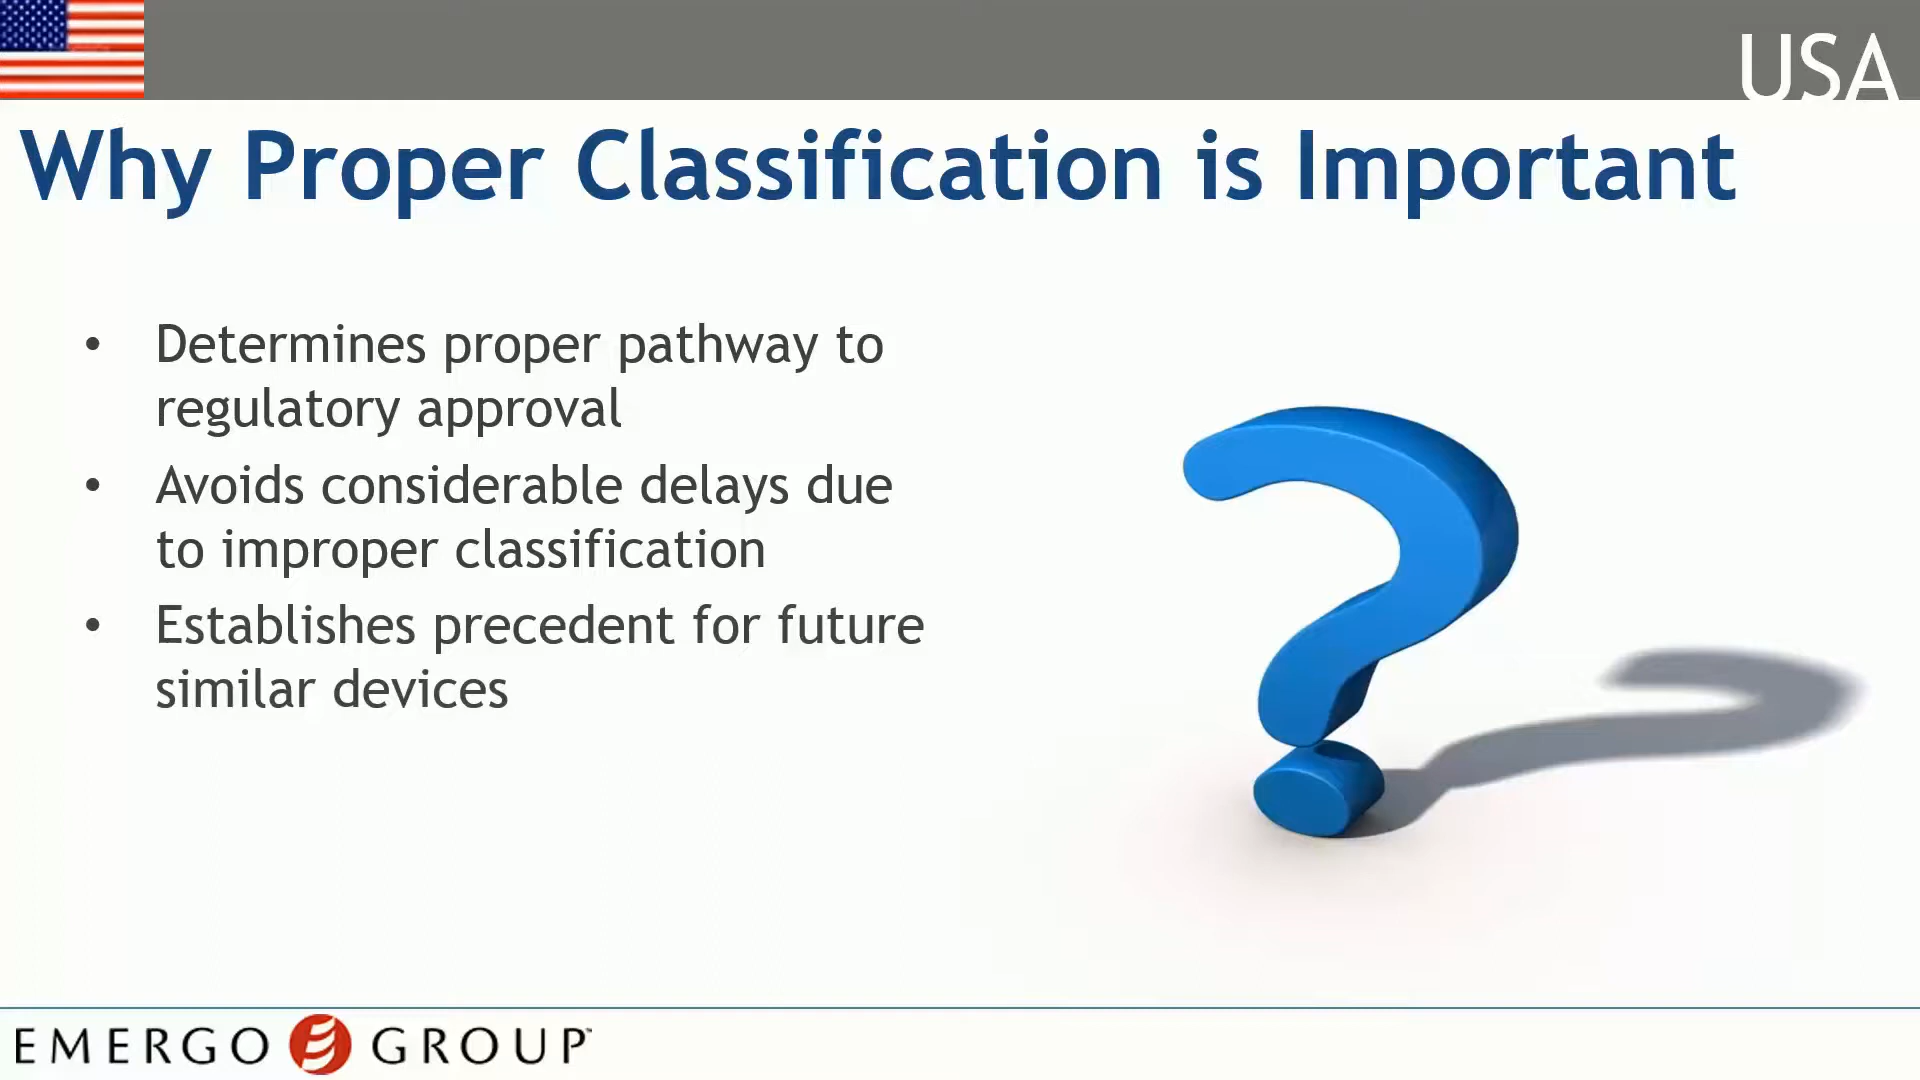 USA
Why Proper Classification is Important
• Determines proper pathway to
regulatory approval
• Avoids considerable delays due
to improper classification
• Establishes precedent for future
similar devices
EMERGO GROUP™